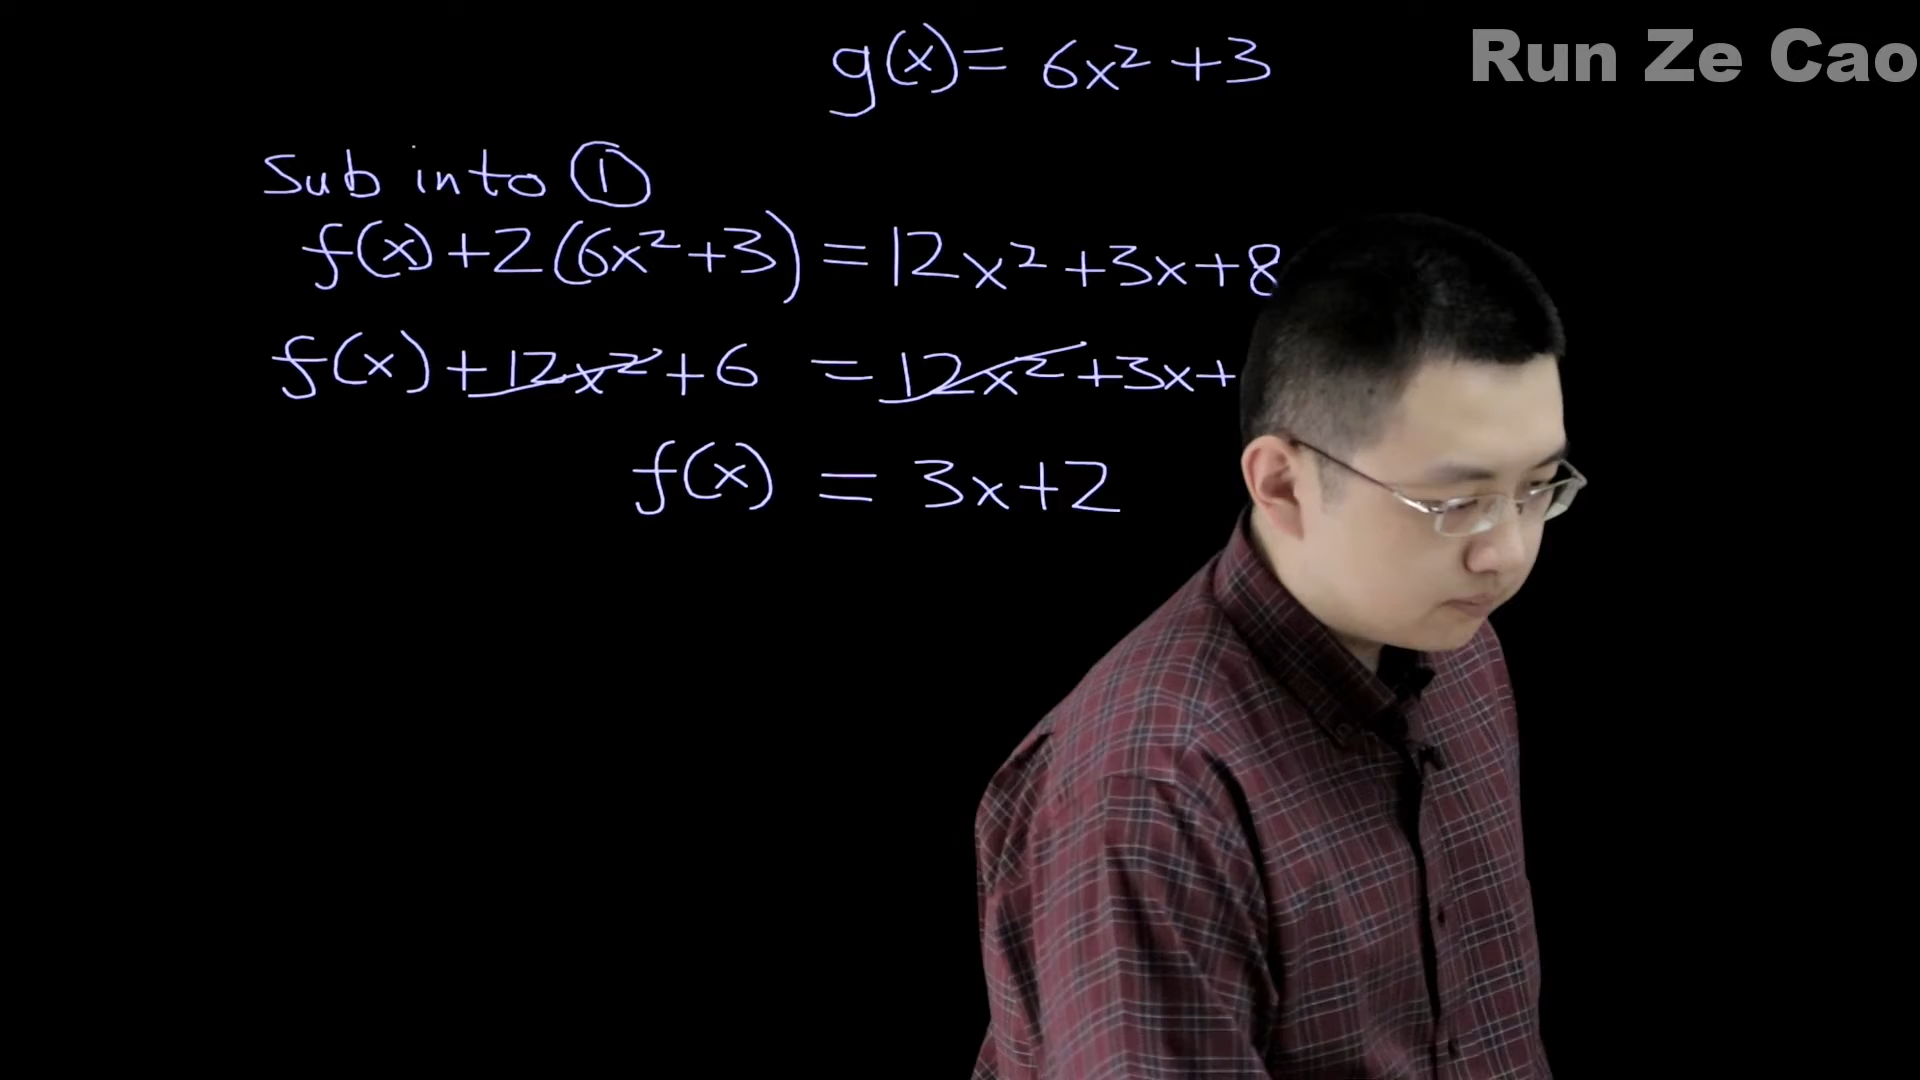 g(x) = 6x² + 3
Run Ze Cao
Sub into ①
f(x) + 2(6x² + 3) = 12x² + 3x + 8
f(x) + 12x² + 6 = 12x² + 3x +
f(x) = 3x + 2